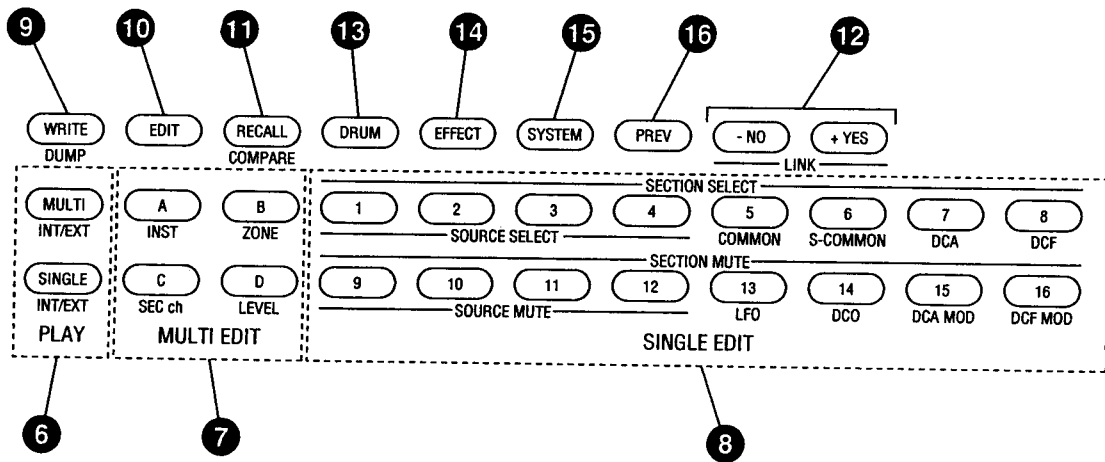 9 10 11 13 14 15 16 12
WRITE EDIT RECALL DRUM EFFECT SYSTEM PREV - NO + YES
DUMP COMPARE LINK
SECTION SELECT
MULTI A B 1 2 3 4 5 6 7 8
INT/EXT INST ZONE SOURCE SELECT COMMON S-COMMON DCA DCF
SECTION MUTE
SINGLE C D 9 10 11 12 13 14 15 16
INT/EXT SEC ch LEVEL SOURCE MUTE LFO DCO DCA MOD DCF MOD
PLAY MULTI EDIT SINGLE EDIT
6 7 8